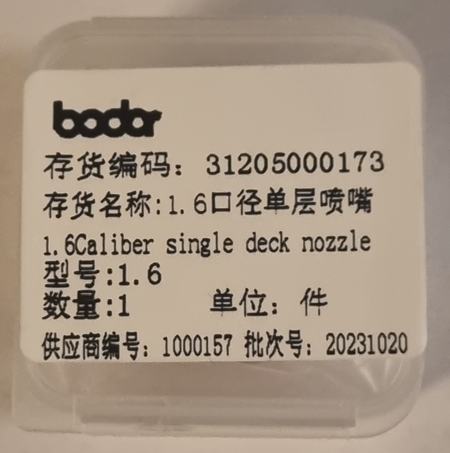 bodor
存货编码：31205000173
存货名称:1.6口径单层喷嘴
1.6Caliber single deck nozzle
型号:1.6
数量:1 单位：件
供应商编号：1000157 批次号：20231020